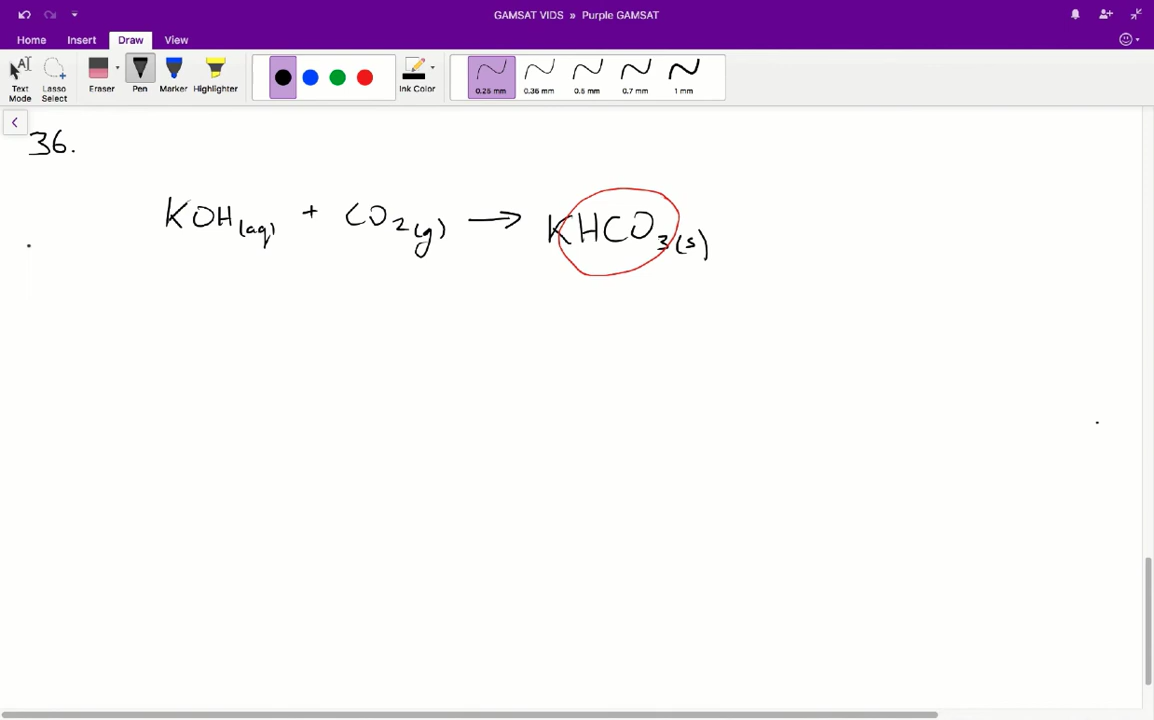 GAMSAT VIDS » Purple GAMSAT
Home Insert Draw View
Text Mode Lasso Select Eraser Pen Marker Highlighter Ink Color 0.25 mm 0.35 mm 0.5 mm 0.7 mm 1 mm
36.
KOH(aq) + CO2(g) → KHCO3(s)